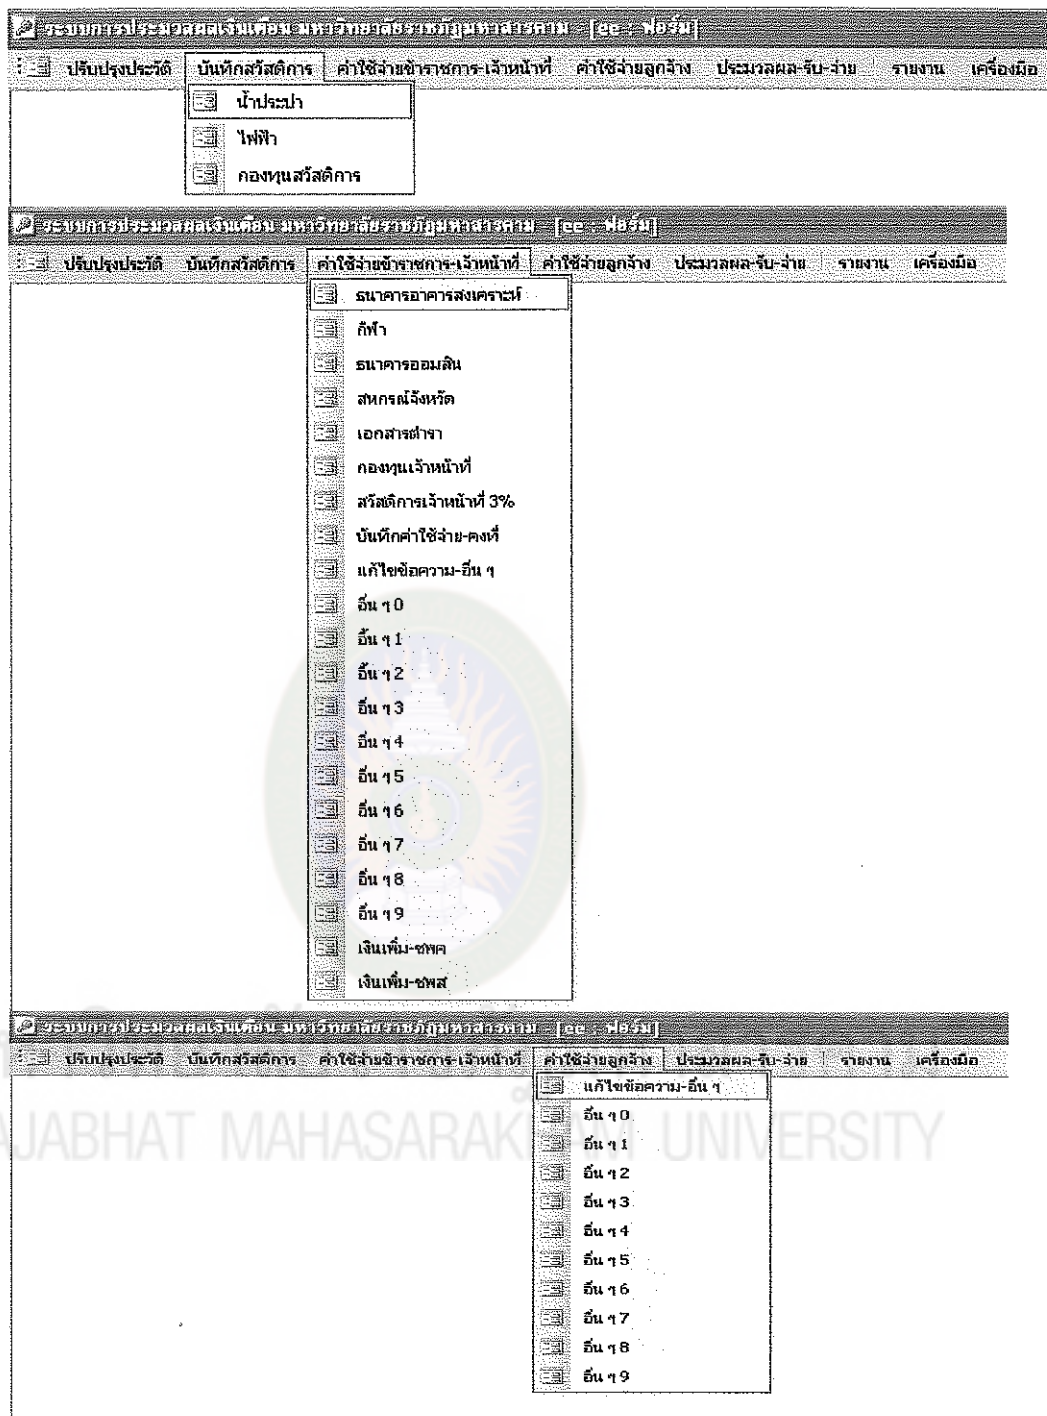 ระบบการประมวลผลเงินเดือน มหาวิทยาลัยราชภัฏมหาสารคาม - [ee : ฟอร์ม]
ปรับปรุงประวัติ บันทึกสวัสดิการ ค่าใช้จ่ายข้าราชการ-เจ้าหน้าที่ ค่าใช้จ่ายลูกจ้าง ประมวลผล-รับ-จ่าย รายงาน เครื่องมือ
น้ำประปา
ไฟฟ้า
กองทุนสวัสดิการ
ระบบการประมวลผลเงินเดือน มหาวิทยาลัยราชภัฏมหาสารคาม - [ee : ฟอร์ม]
ปรับปรุงประวัติ บันทึกสวัสดิการ ค่าใช้จ่ายข้าราชการ-เจ้าหน้าที่ ค่าใช้จ่ายลูกจ้าง ประมวลผล-รับ-จ่าย รายงาน เครื่องมือ
ธนาคารอาคารสงเคราะห์
กีฬา
ธนาคารออมสิน
สหกรณ์จังหวัด
เอกสารตำรา
กองทุนเจ้าหน้าที่
สวัสดิการเจ้าหน้าที่ 3%
บันทึกค่าใช้จ่าย-คงที่
แก้ไขข้อความ-อื่น ๆ
อื่น ๆ 0
อื่น ๆ 1
อื่น ๆ 2
อื่น ๆ 3
อื่น ๆ 4
อื่น ๆ 5
อื่น ๆ 6
อื่น ๆ 7
อื่น ๆ 8
อื่น ๆ 9
เงินเพิ่ม-ชพค
เงินเพิ่ม-ชพส
ระบบการประมวลผลเงินเดือน มหาวิทยาลัยราชภัฏมหาสารคาม - [ee : ฟอร์ม]
ปรับปรุงประวัติ บันทึกสวัสดิการ ค่าใช้จ่ายข้าราชการ-เจ้าหน้าที่ ค่าใช้จ่ายลูกจ้าง ประมวลผล-รับ-จ่าย รายงาน เครื่องมือ
แก้ไขข้อความ-อื่น ๆ
อื่น ๆ 0
อื่น ๆ 1
AJABHAT MAHASARAKHAM UNIVERSITY
อื่น ๆ 2
อื่น ๆ 3
อื่น ๆ 4
อื่น ๆ 5
อื่น ๆ 6
อื่น ๆ 7
อื่น ๆ 8
อื่น ๆ 9